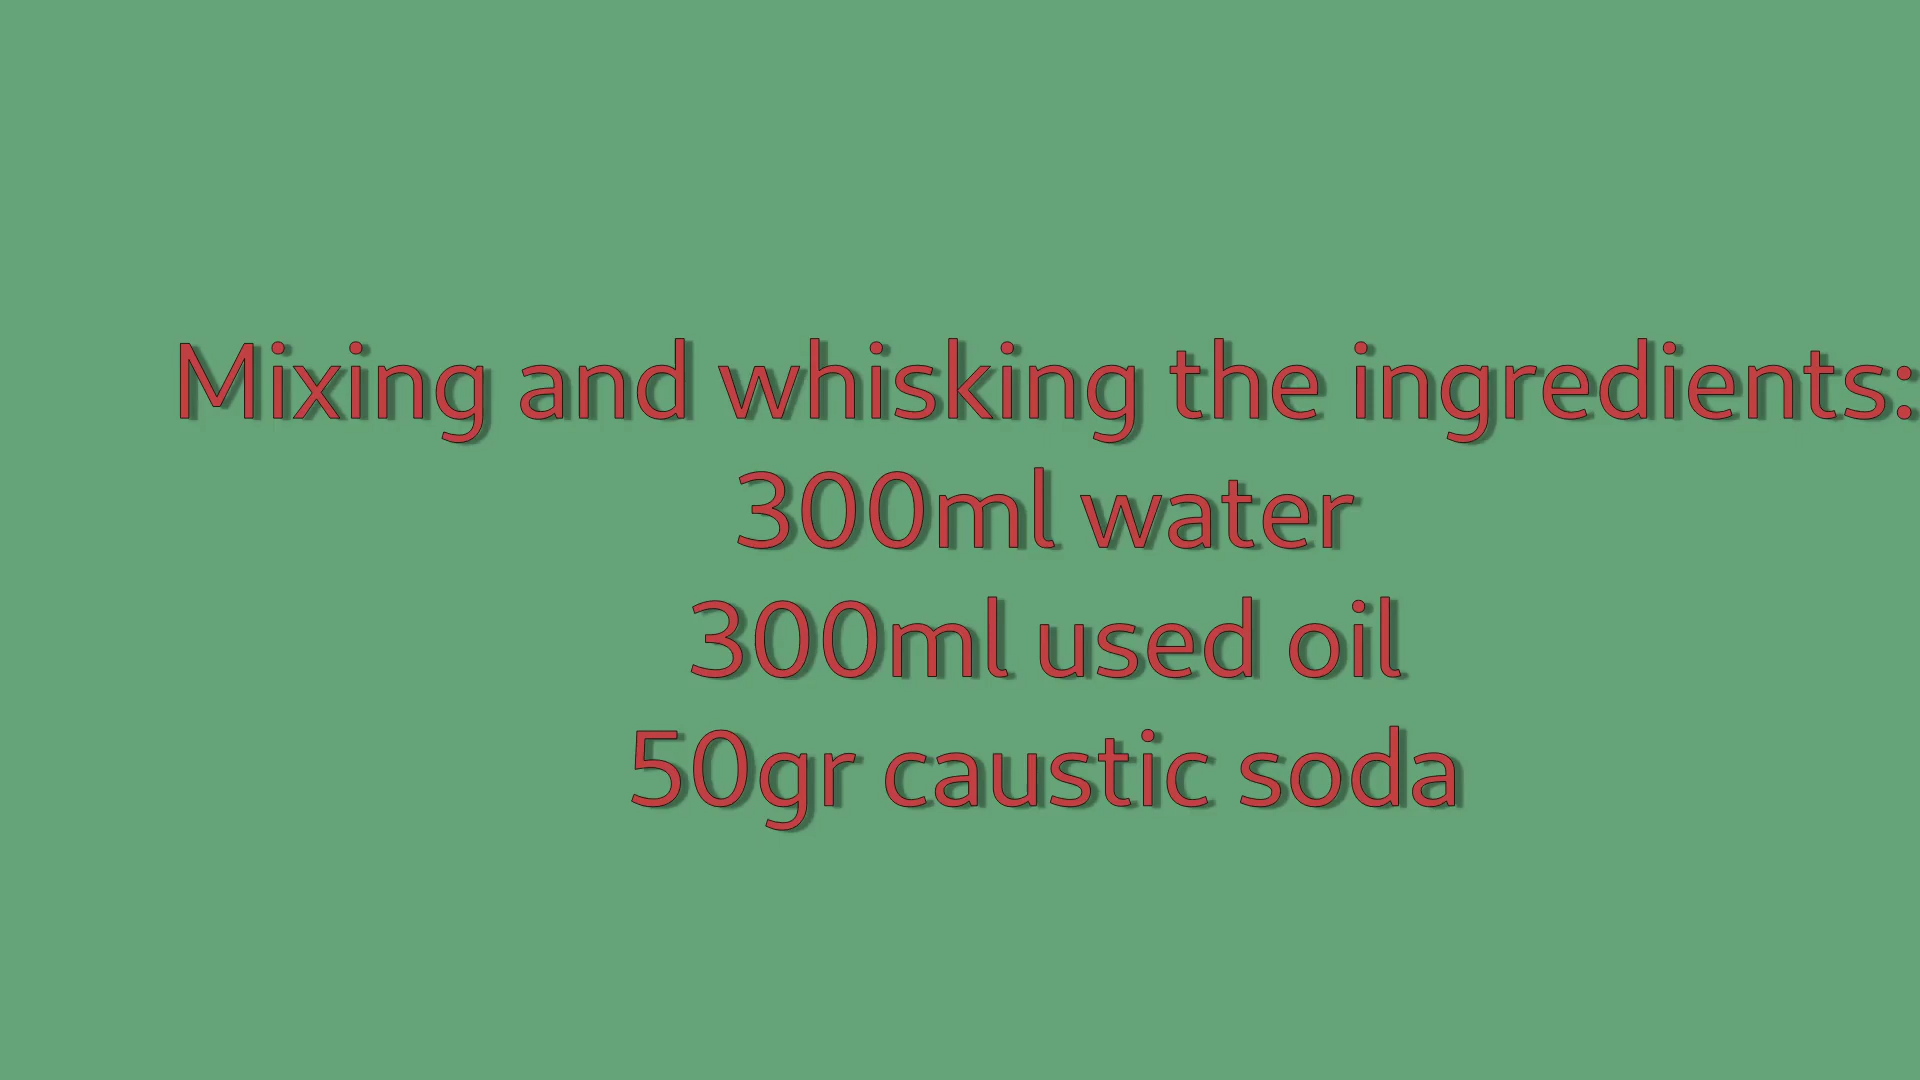 Mixing and whisking the ingredients:
300ml water
300ml used oil
50gr caustic soda